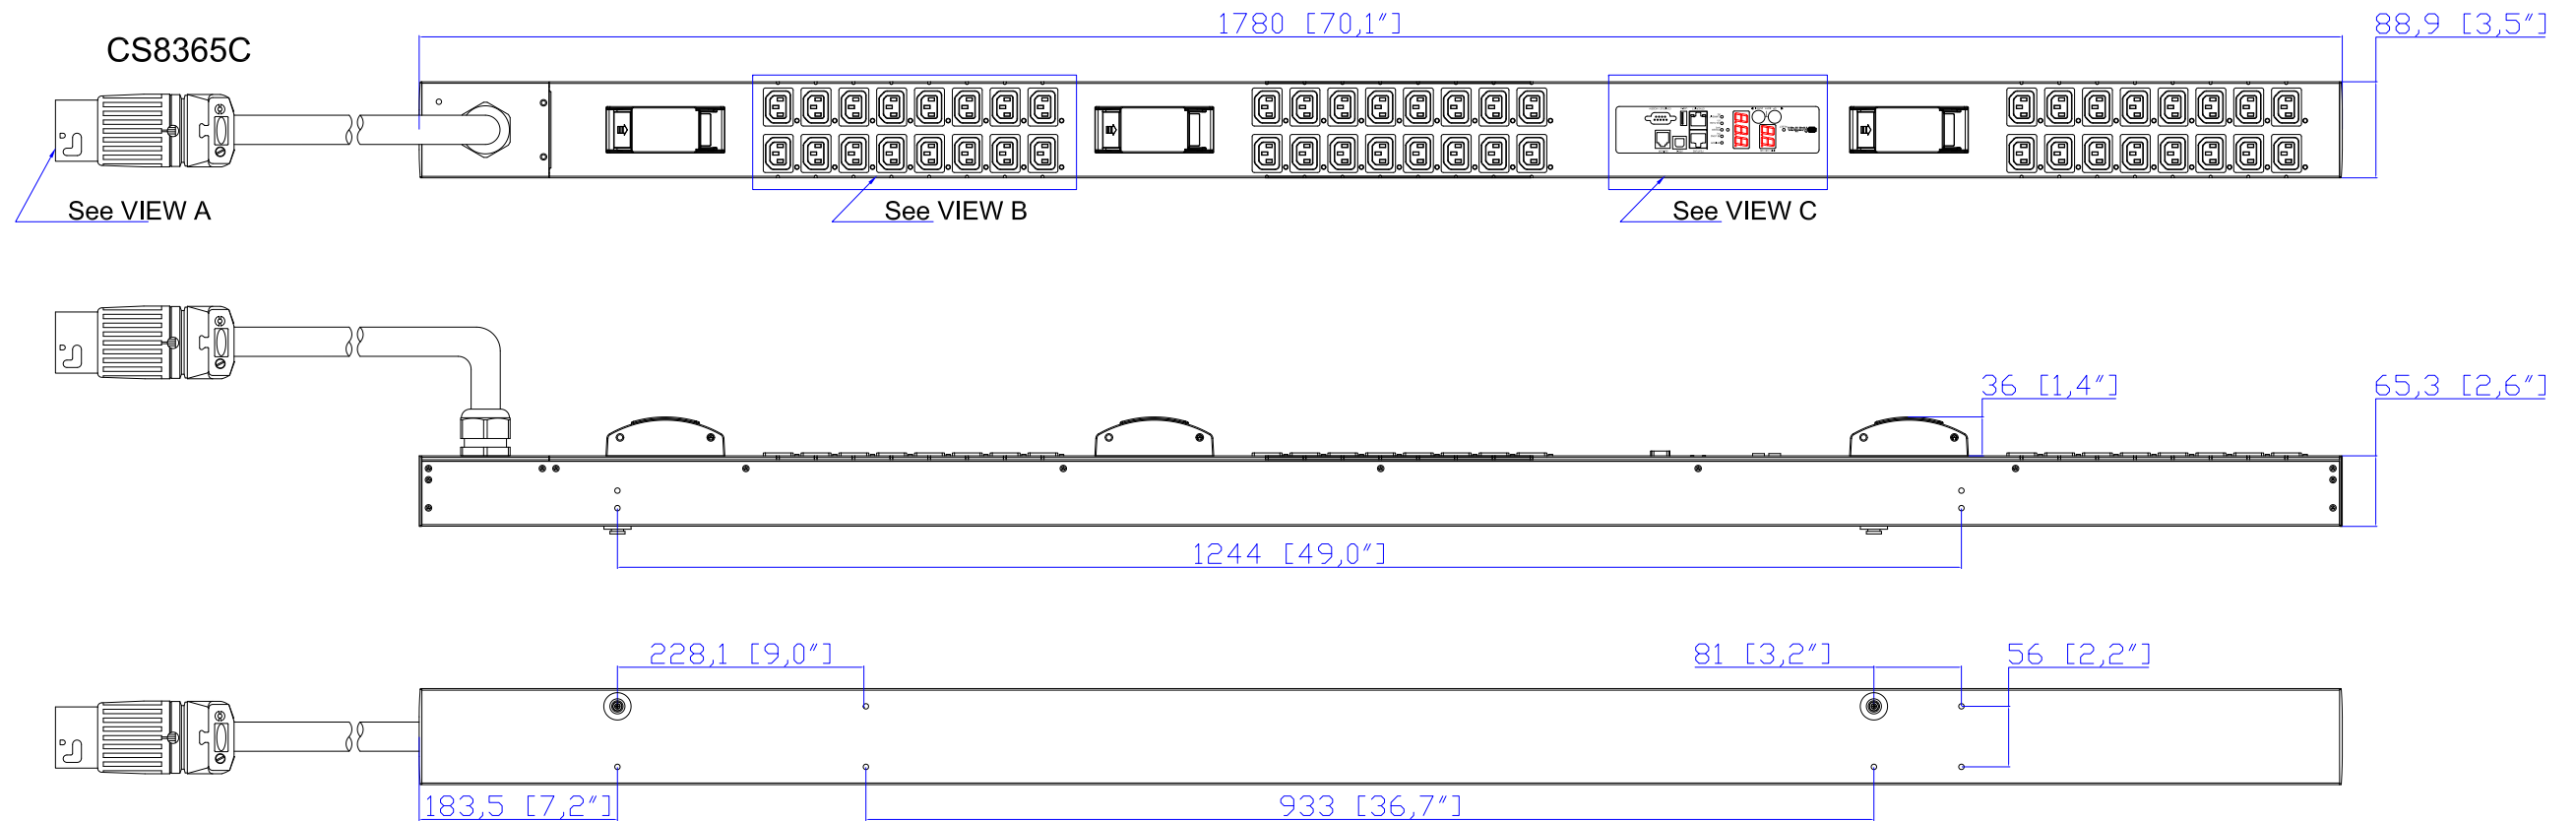 1780 [70,1"]
88,9 [3,5"]
CS8365C
See VIEW A
See VIEW B
See VIEW C
36 [1,4"]
65,3 [2,6"]
1244 [49,0"]
228,1 [9,0"]
81 [3,2"]
56 [2,2"]
183,5 [7,2"]
933 [36,7"]